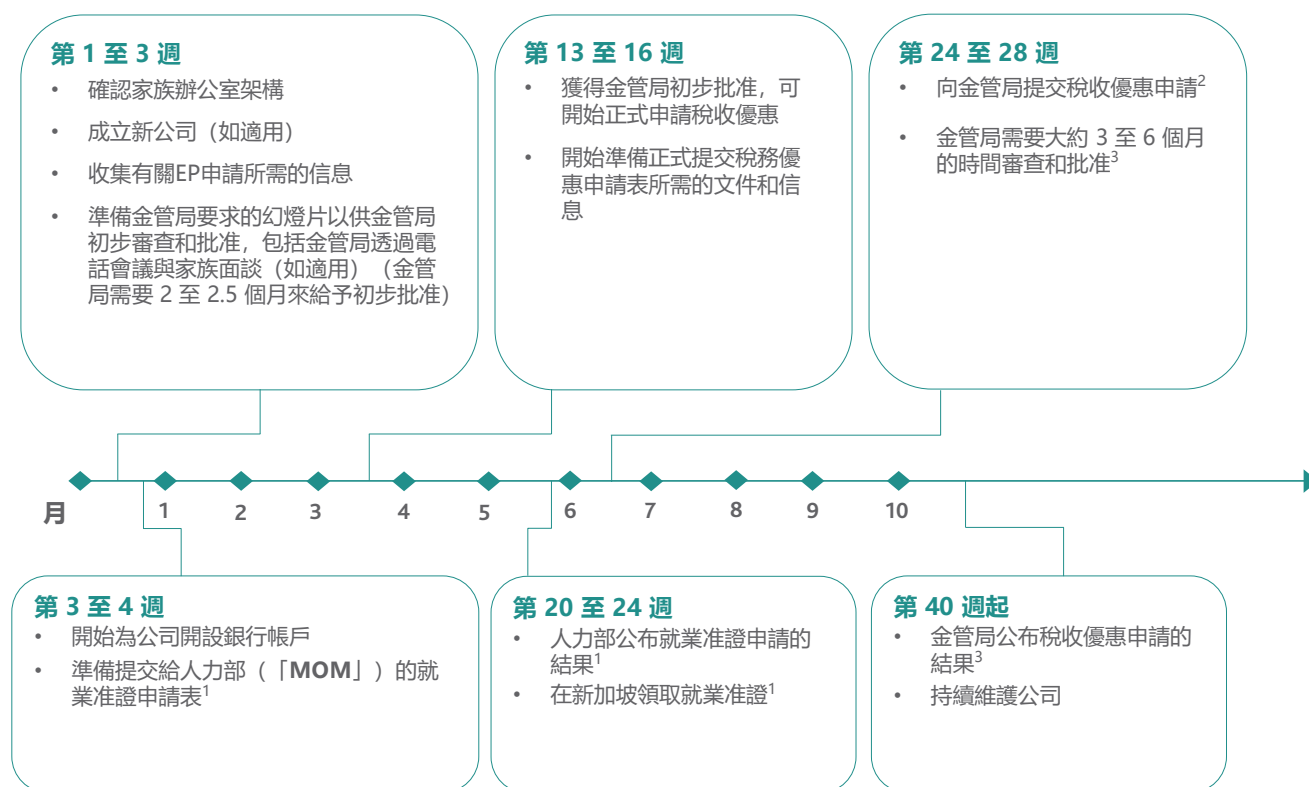 第 1 至 3 週
• 確認家族辦公室架構
• 成立新公司（如適用）
• 收集有關EP申請所需的信息
• 準備金管局要求的幻燈片以供金管局
初步審查和批准，包括金管局透過電
話會議與家族面談（如適用）（金管
局需要 2 至 2.5 個月來給予初步批准）
第 13 至 16 週
• 獲得金管局初步批准，可
開始正式申請稅收優惠
• 開始準備正式提交稅務優
惠申請表所需的文件和信
息
第 24 至 28 週
• 向金管局提交稅收優惠申請2
• 金管局需要大約 3 至 6 個月
的時間審查和批准3
月
1 2 3 4 5 6 7 8 9 10
第 3 至 4 週
• 開始為公司開設銀行帳戶
• 準備提交給人力部（「MOM」）的就
業准證申請表1
第 20 至 24 週
• 人力部公布就業准證申請的
結果1
• 在新加坡領取就業准證1
第 40 週起
• 金管局公布稅收優惠申請的
結果3
• 持續維護公司